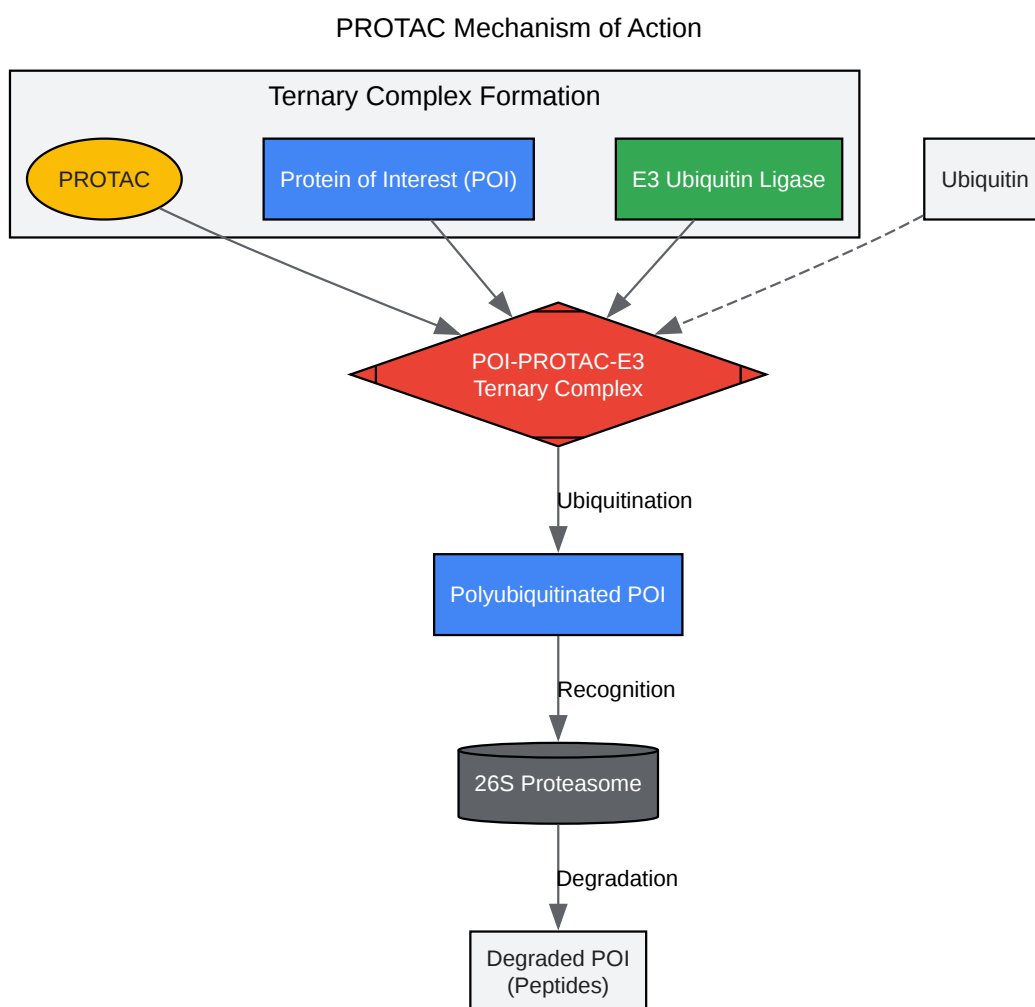 PROTAC Mechanism of Action
Ternary Complex Formation
PROTAC
Protein of Interest (POI)
E3 Ubiquitin Ligase
Ubiquitin
POI-PROTAC-E3
Ternary Complex
Ubiquitination
Polyubiquitinated POI
Recognition
26S Proteasome
Degradation
Degraded POI
(Peptides)